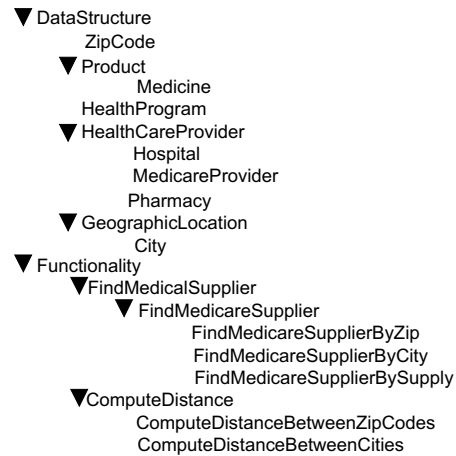 DataStructure
ZipCode
Product
Medicine
HealthProgram
HealthCareProvider
Hospital
MedicareProvider
Pharmacy
GeographicLocation
City
Functionality
FindMedicalSupplier
FindMedicareSupplier
FindMedicareSupplierByZip
FindMedicareSupplierByCity
FindMedicareSupplierBySupply
ComputeDistance
ComputeDistanceBetweenZipCodes
ComputeDistanceBetweenCities